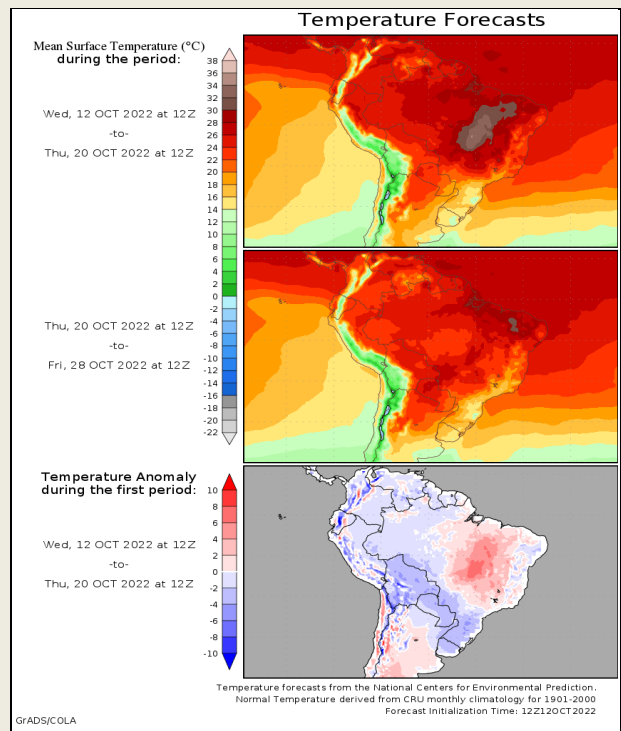 Temperature Forecasts
Mean Surface Temperature (°C)
during the period:
Wed, 12 OCT 2022 at 12Z
-to-
Thu, 20 OCT 2022 at 12Z
38
36
34
32
30
28
26
24
22
20
18
16
14
12
10
8
6
4
2
0
-2
-4
-6
-8
-10
-12
-14
-16
-18
-20
-22
Thu, 20 OCT 2022 at 12Z
-to-
Fri, 28 OCT 2022 at 12Z
Temperature Anomaly
during the first period:
Wed, 12 OCT 2022 at 12Z
-to-
Thu, 20 OCT 2022 at 12Z
10
8
6
4
2
0
-2
-4
-6
-8
-10
Temperature forecasts from the National Centers for Environmental Prediction.
Normal Temperature derived from CRU monthly climatology for 1901-2000
Forecast Initialization Time: 12Z12OCT2022
GrADS/COLA